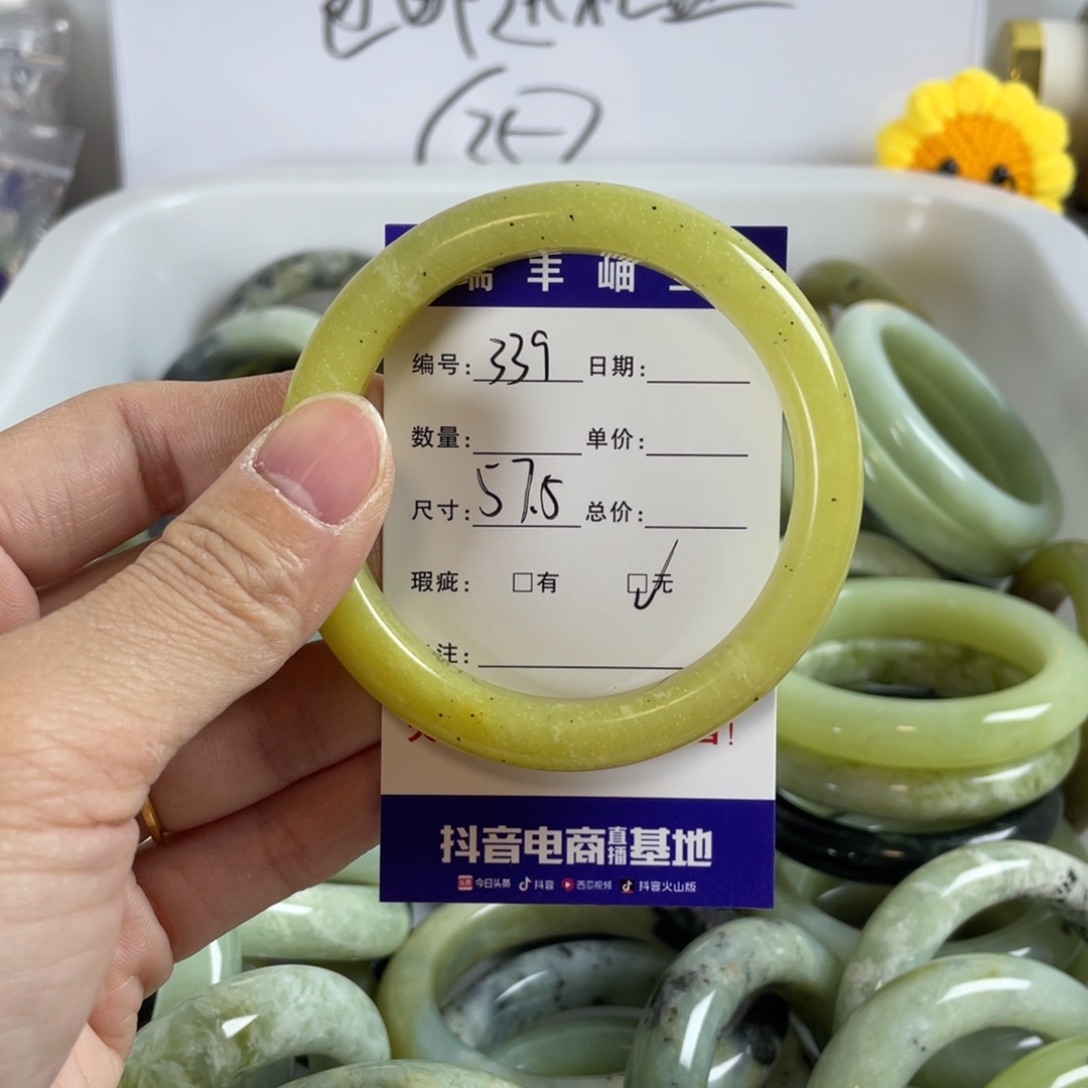 编号: 339 日期:
数量: 单价:
尺寸: 57.5 总价:
瑕疵: □有 □无
注:
!
抖音电商直播基地
今日头条 抖音 西瓜视频 抖音火山版